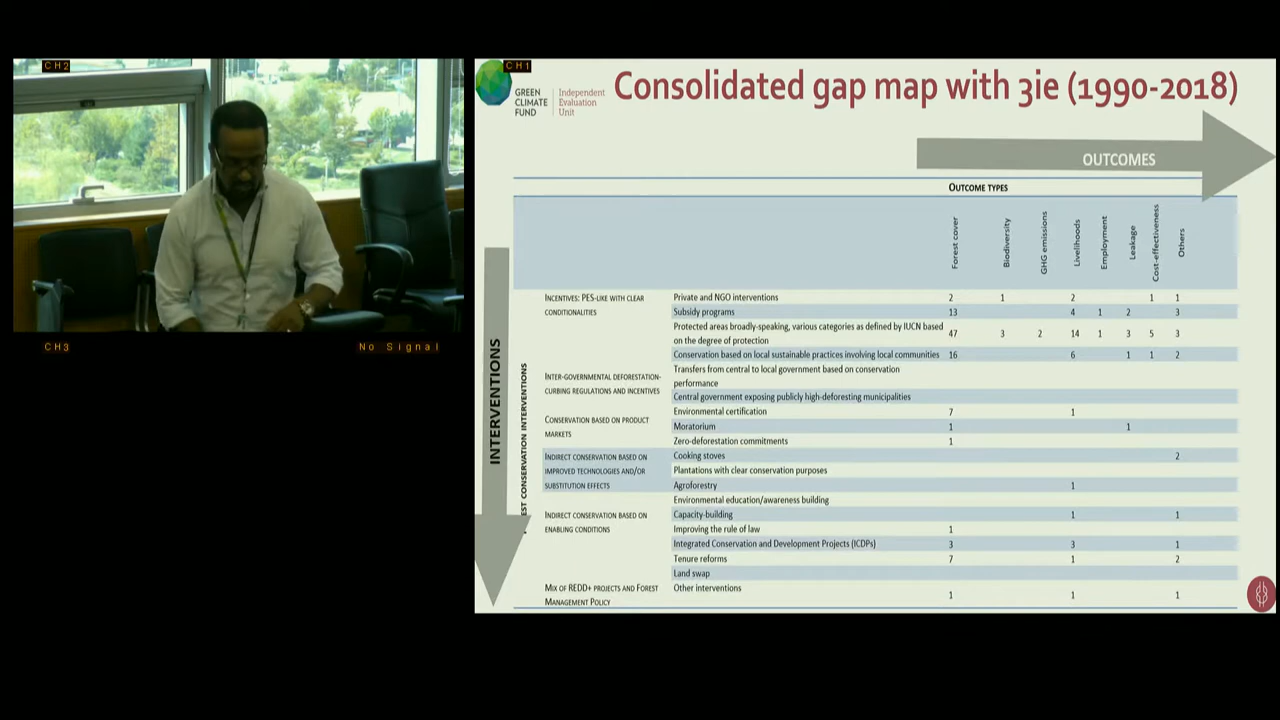 CH2
CH3
No Signal
CH1
GREEN
CLIMATE
FUND
Independent
Evaluation
Unit
Consolidated gap map with 3ie (1990-2018)
OUTCOMES
OUTCOME TYPES
Forest cover
Biodiversity
GHG emissions
Livelihoods
Employment
Leakage
Cost-effectiveness
Others
INTERVENTIONS
EST CONSERVATION INTERVENTIONS
INCENTIVES: PES-LIKE WITH CLEAR
CONDITIONALITIES
Private and NGO interventions 2 1 2 1 1
Subsidy programs 13 4 1 2 3
Protected areas broadly-speaking, various categories as defined by IUCN based
on the degree of protection 47 3 2 14 1 3 5 3
Conservation based on local sustainable practices involving local communities 16 6 1 1 2
INTER-GOVERNMENTAL DEFORESTATION-
CURBING REGULATIONS AND INCENTIVES
Transfers from central to local government based on conservation
performance
Central government exposing publicly high-deforesting municipalities
CONSERVATION BASED ON PRODUCT
MARKETS
Environmental certification 7 1
Moratorium 1 1
Zero-deforestation commitments 1
INDIRECT CONSERVATION BASED ON
IMPROVED TECHNOLOGIES AND/OR
SUBSTITUTION EFFECTS
Cooking stoves 2
Plantations with clear conservation purposes
Agroforestry 1
Environmental education/awareness building
INDIRECT CONSERVATION BASED ON
ENABLING CONDITIONS
Capacity-building 1 1
Improving the rule of law 1
Integrated Conservation and Development Projects (ICDPs) 3 3 1
Tenure reforms 7 1 2
Land swap
MIX OF REDD+ PROJECTS AND FOREST
MANAGEMENT POLICY
Other interventions 1 1 1